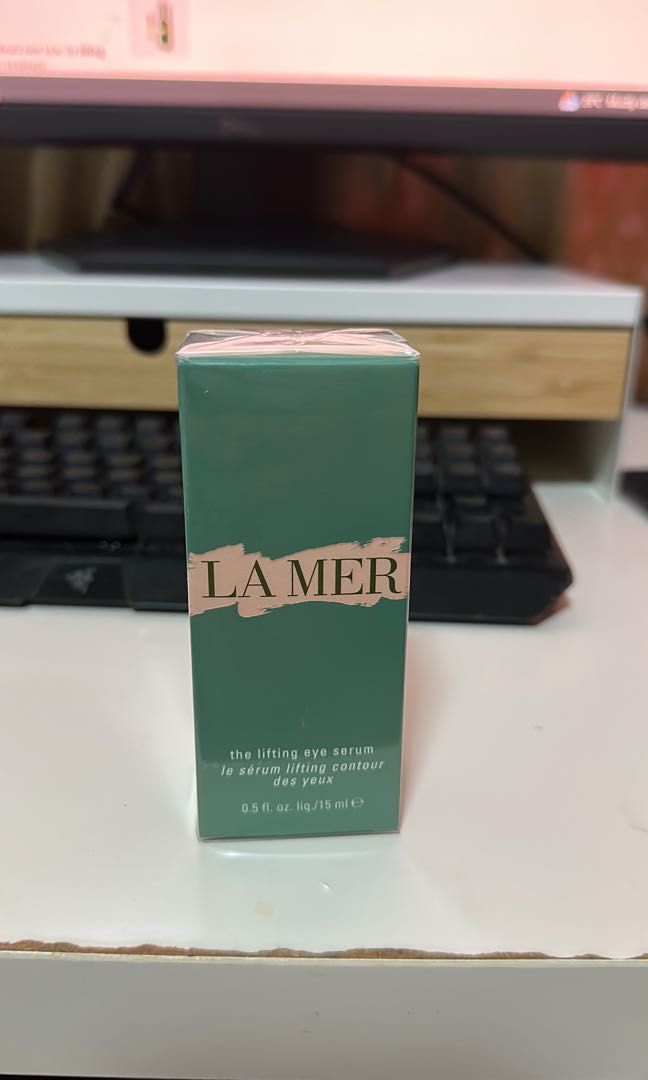 LA MER
the lifting eye serum
le sérum lifting contour
des yeux
0.5 fl. oz. liq./15 ml ℮